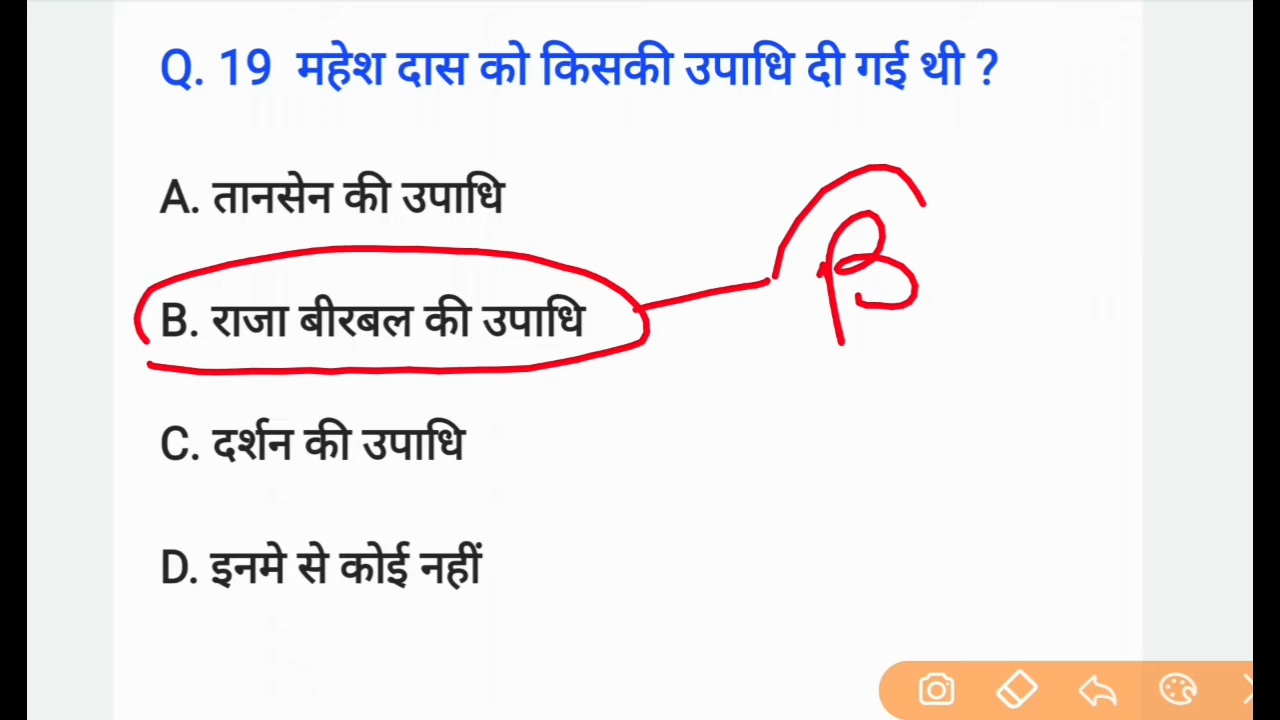 Q. 19 महेश दास को किसकी उपाधि दी गई थी ?
A. तानसेन की उपाधि
B. राजा बीरबल की उपाधि
B
C. दर्शन की उपाधि
D. इनमे से कोई नहीं